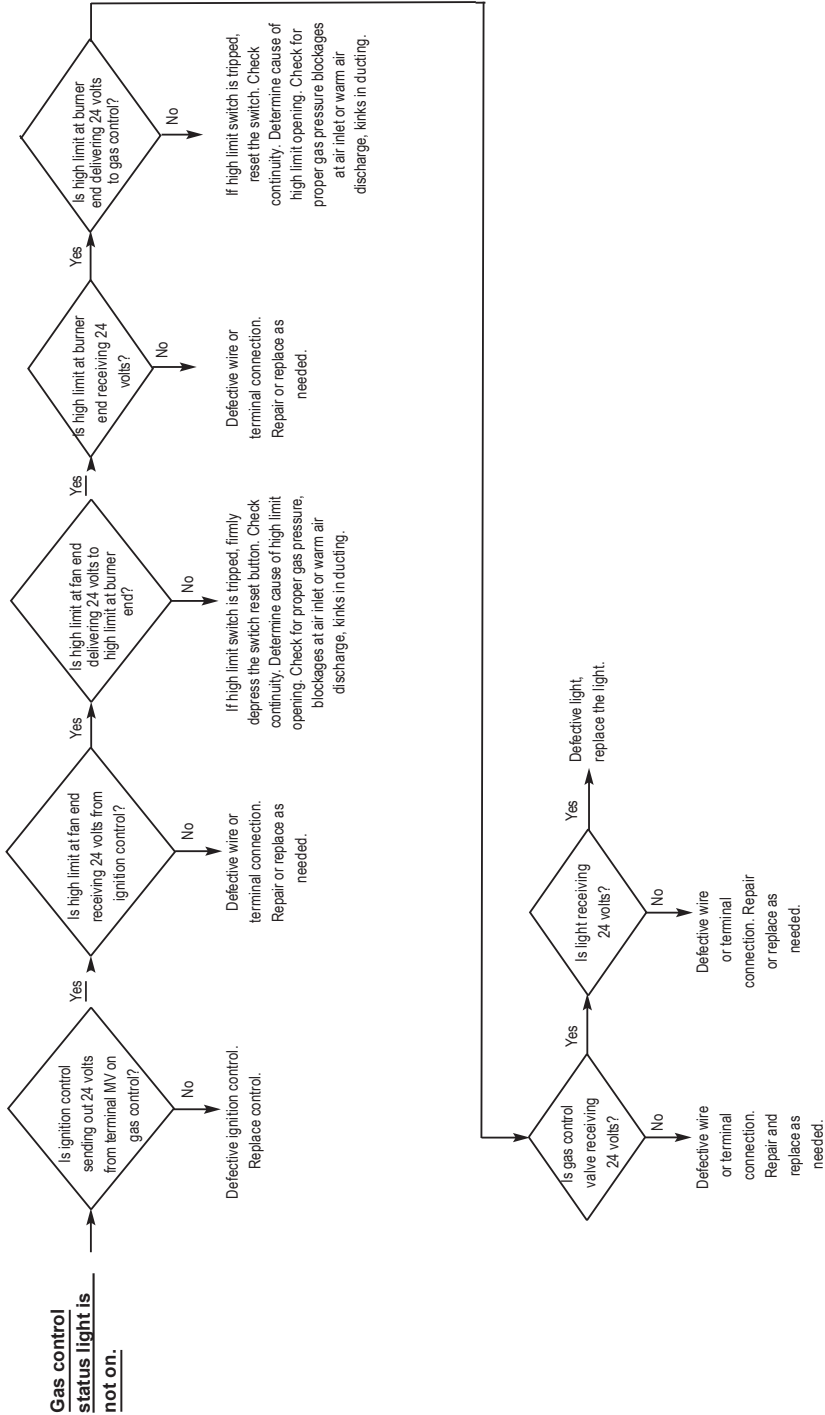 Gas control
status light is
not on.
Is ignition control
sending out 24 volts
from terminal MV on
gas control?
Yes
No
Defective ignition control.
Replace control.
Is high limit at fan end
receiving 24 volts from
ignition control?
Yes
No
Defective wire or
terminal connection.
Repair or replace as
needed.
Is high limit at fan end
delivering 24 volts to
high limit at burner
end?
Yes
No
If high limit switch is tripped, firmly
depress the swtich reset button. Check
continuity. Determine cause of high limit
opening. Check for proper gas pressure,
blockages at air inlet or warm air
discharge, kinks in ducting.
Is high limit at burner
end receiving 24
volts?
Yes
No
Defective wire or
terminal connection.
Repair or replace as
needed.
Is high limit at burner
end delivering 24 volts
to gas control?
No
If high limit switch is tripped,
reset the switch. Check
continuity. Determine cause of
high limit opening. Check for
proper gas pressure blockages
at air inlet or warm air
discharge, kinks in ducting.
Is gas control
valve receiving
24 volts?
Yes
No
Defective wire
or terminal
connection.
Repair and
replace as
needed.
Is light receiving
24 volts?
Yes
No
Defective wire
or terminal
connection. Repair
or replace as
needed.
Defective light,
replace the light.